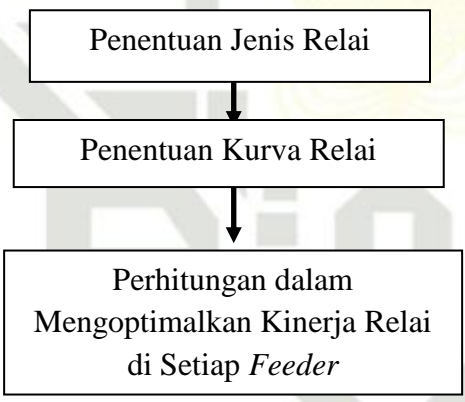 Penentuan Jenis Relai
Penentuan Kurva Relai
Perhitungan dalam
Mengoptimalkan Kinerja Relai
di Setiap Feeder